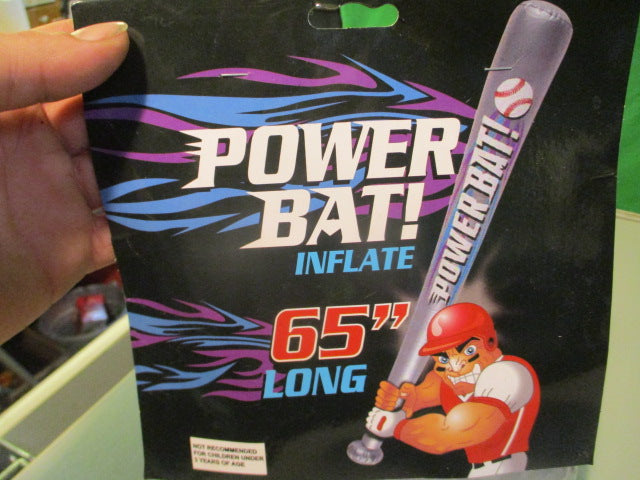 POWER
BAT!
INFLATE
65”
LONG
POWER BAT!
NOT RECOMMENDED
FOR CHILDREN UNDER
3 YEARS OF AGE